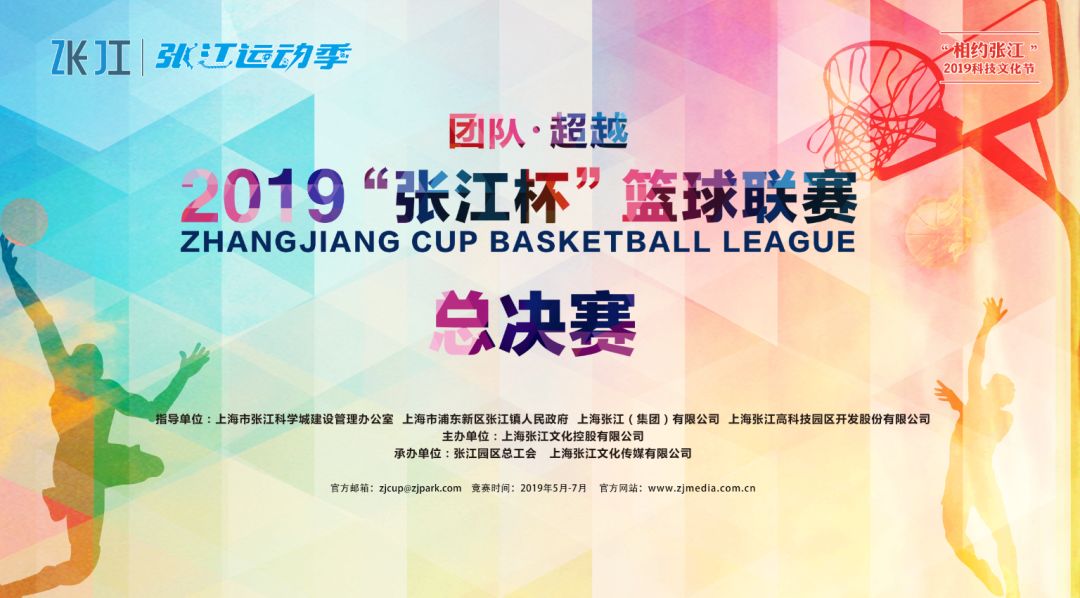 张江 | 张江运动季
“相约张江”
2019科技文化节
团队·超越
2019“张江杯”篮球联赛
ZHANGJIANG CUP BASKETBALL LEAGUE
总决赛
指导单位：上海市张江科学城建设管理办公室 上海市浦东新区张江镇人民政府 上海张江（集团）有限公司 上海张江高科技园区开发股份有限公司
主办单位：上海张江文化控股有限公司
承办单位：张江园区总工会 上海张江文化传媒有限公司
官方邮箱：zjcup@zjpark.com 竞赛时间：2019年5月-7月 官方网站：www.zjmedia.com.cn